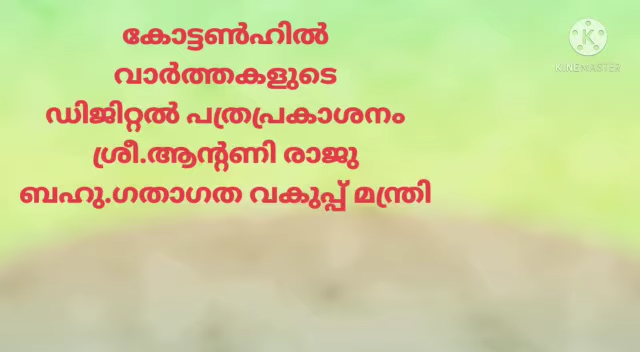 കോട്ടൺഹിൽ
വാർത്തകളുടെ
ഡിജിറ്റൽ പത്രപ്രകാശനം
ശ്രീ.ആന്റണി രാജു
ബഹു.ഗതാഗത വകുപ്പ് മന്ത്രി
K
KINEMASTER